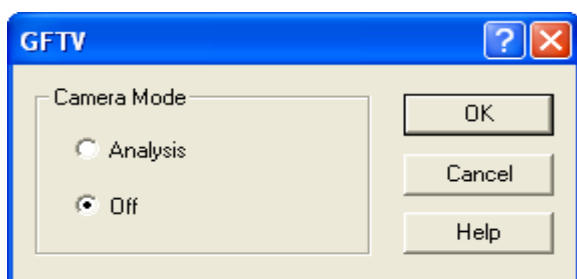 GFTV
Camera Mode
Analysis
Off
OK
Cancel
Help